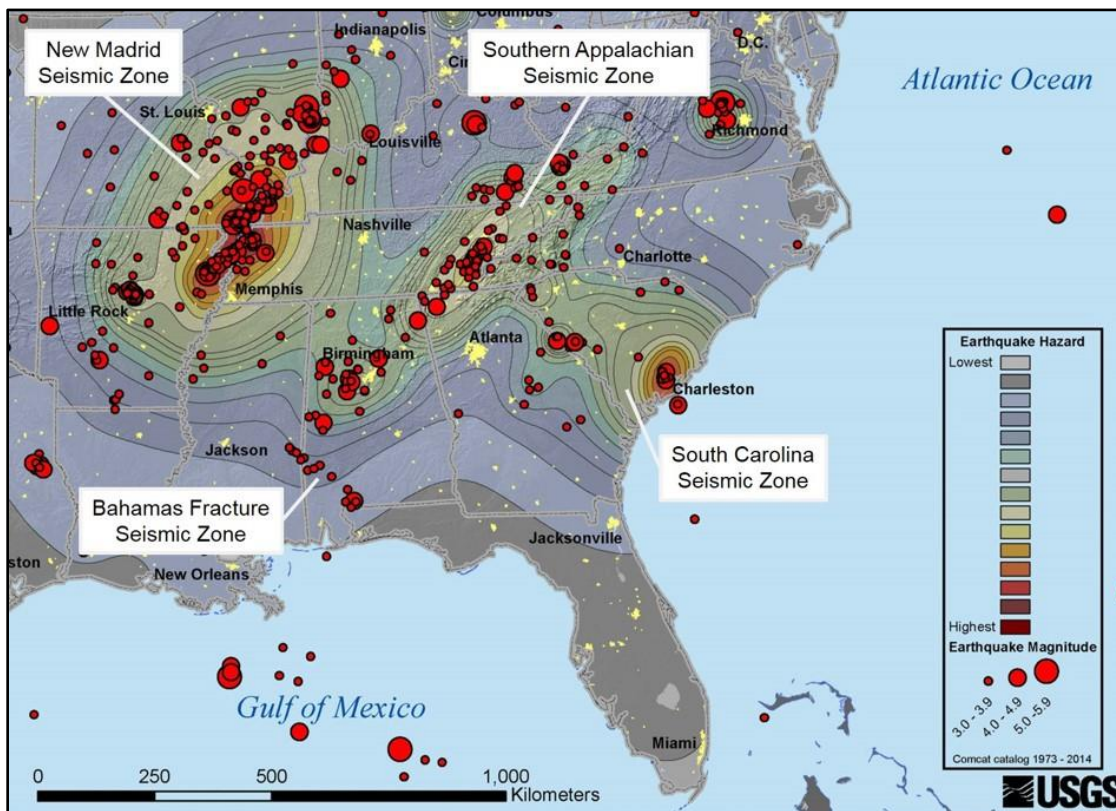 Columbus
New Madrid
Seismic Zone
Indianapolis
Cin
Southern Appalachian
Seismic Zone
D.C.
Atlantic Ocean
St. Louis
Louisville
Richmond
Nashville
Charlotte
Memphis
Little Rock
Atlanta
Birmingham
Charleston
Jackson
South Carolina
Seismic Zone
Bahamas Fracture
Seismic Zone
Jacksonville
ston
New Orleans
Gulf of Mexico
Miami
0 250 500 1,000
Kilometers
Earthquake Hazard
Lowest
Highest
Earthquake Magnitude
3.0 - 3.9
4.0 - 4.9
5.0 -5.9
Comcat catalog 1973 - 2014
USGS